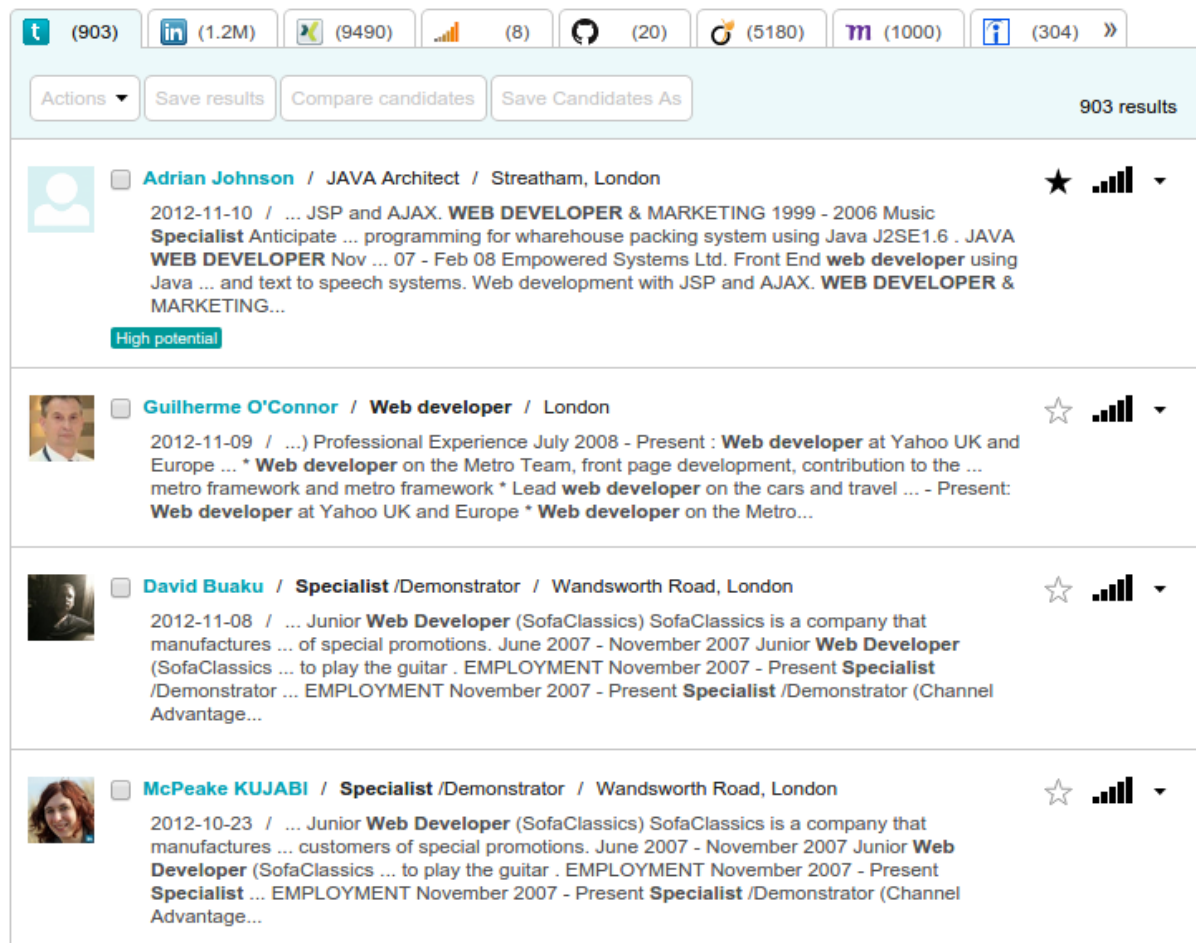 t (903) in (1.2M) (9490) (8) (20) (5180) m (1000) i (304) »
Actions Save results Compare candidates Save Candidates As
903 results
Adrian Johnson / JAVA Architect / Streatham, London
2012-11-10 / ... JSP and AJAX. WEB DEVELOPER & MARKETING 1999 - 2006 Music
Specialist Anticipate ... programming for wharehouse packing system using Java J2SE1.6 . JAVA
WEB DEVELOPER Nov ... 07 - Feb 08 Empowered Systems Ltd. Front End web developer using
Java ... and text to speech systems. Web development with JSP and AJAX. WEB DEVELOPER &
MARKETING...
High potential
Guilherme O'Connor / Web developer / London
2012-11-09 / ...) Professional Experience July 2008 - Present : Web developer at Yahoo UK and
Europe ... * Web developer on the Metro Team, front page development, contribution to the ...
metro framework and metro framework * Lead web developer on the cars and travel ... - Present:
Web developer at Yahoo UK and Europe * Web developer on the Metro...
David Buaku / Specialist /Demonstrator / Wandsworth Road, London
2012-11-08 / ... Junior Web Developer (SofaClassics) SofaClassics is a company that
manufactures ... of special promotions. June 2007 - November 2007 Junior Web Developer
(SofaClassics ... to play the guitar . EMPLOYMENT November 2007 - Present Specialist
/Demonstrator ... EMPLOYMENT November 2007 - Present Specialist /Demonstrator (Channel
Advantage...
McPeake KUJABI / Specialist /Demonstrator / Wandsworth Road, London
2012-10-23 / ... Junior Web Developer (SofaClassics) SofaClassics is a company that
manufactures ... customers of special promotions. June 2007 - November 2007 Junior Web
Developer (SofaClassics ... to play the guitar . EMPLOYMENT November 2007 - Present
Specialist ... EMPLOYMENT November 2007 - Present Specialist /Demonstrator (Channel
Advantage...